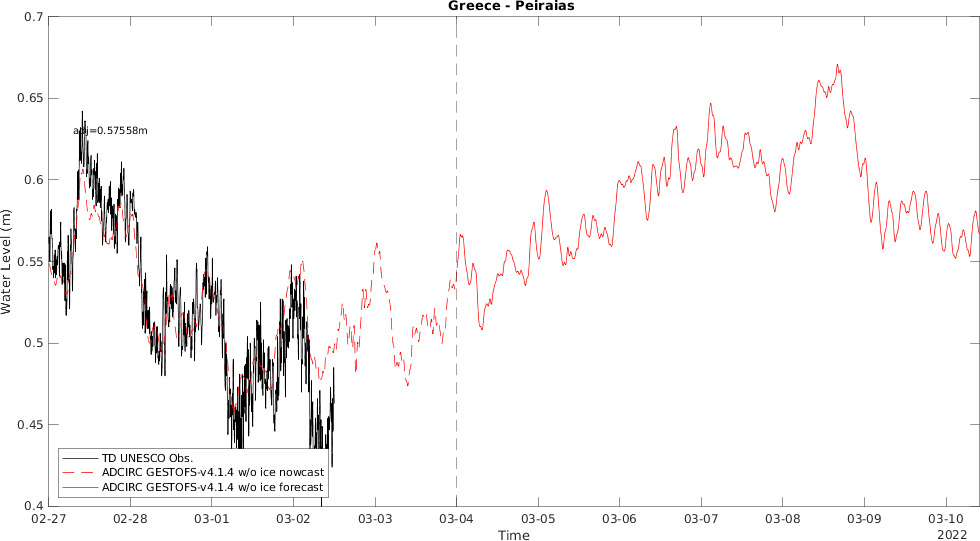 Greece - Peiraias
0.7
0.65
0.6
0.55
0.5
0.45
0.4
Water Level (m)
adj=0.57558m
TD UNESCO Obs.
ADCIRC GESTOFS-v4.1.4 w/o ice nowcast
ADCIRC GESTOFS-v4.1.4 w/o ice forecast
02-27 02-28 03-01 03-02 03-03 03-04 03-05 03-06 03-07 03-08 03-09 03-10
Time
2022